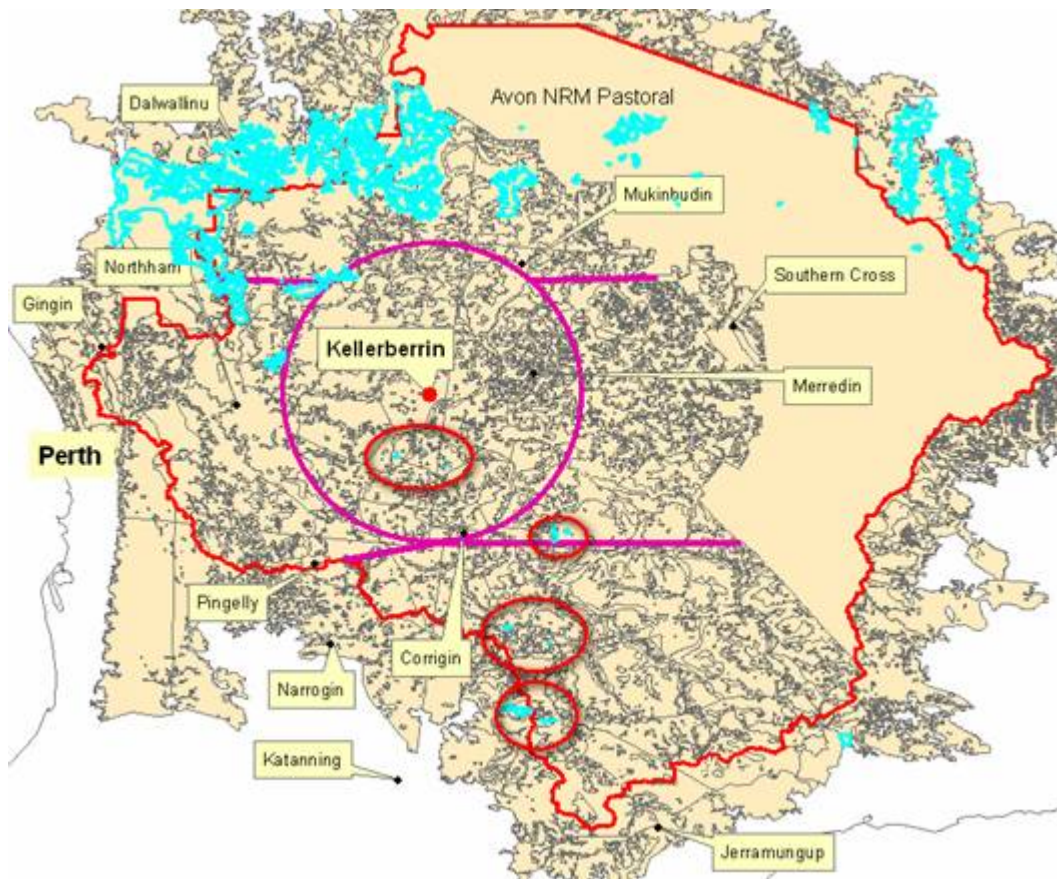 Dalwallinu
Avon NRM Pastoral
Mukinbudin
Northham
Southern Cross
Gingin
Kellerberrin
Merredin
Perth
Pingelly
Corrigin
Narrogin
Katanning
Jerramungup